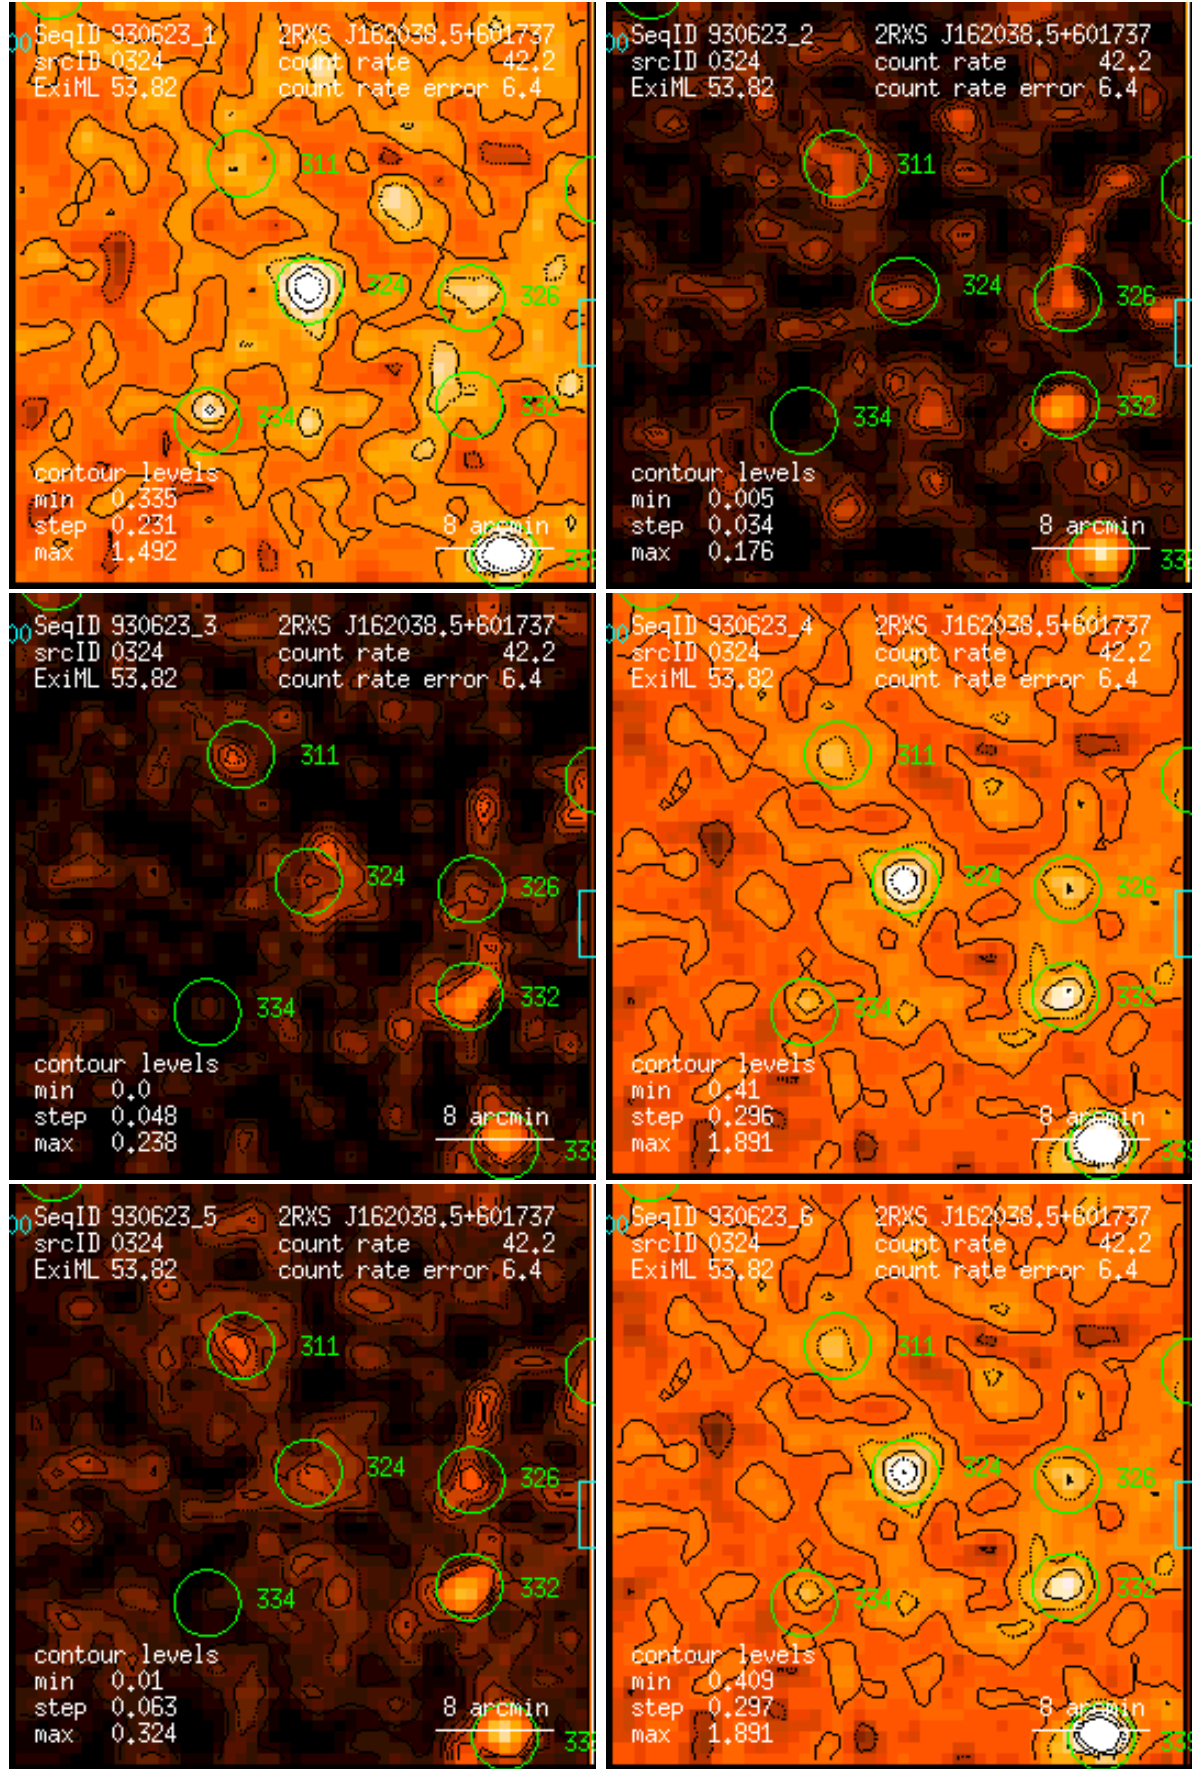 00 SeqID 930623_1 2RXS J162038.5+601737
srcID 0324 count rate 42.2
ExiML 53.82 count rate error 6.4
311
324
326
332
334
contour levels
min 0.335
step 0.231 8 arcmin
max 1.492
339
00 SeqID 930623_2 2RXS J162038.5+601737
srcID 0324 count rate 42.2
ExiML 53.82 count rate error 6.4
311
324
326
332
334
contour levels
min 0.005
step 0.034 8 arcmin
max 0.176
339
00 SeqID 930623_3 2RXS J162038.5+601737
srcID 0324 count rate 42.2
ExiML 53.82 count rate error 6.4
311
324
326
332
334
contour levels
min 0.0
step 0.048 8 arcmin
max 0.238
339
00 SeqID 930623_4 2RXS J162038.5+601737
srcID 0324 count rate 42.2
ExiML 53.82 count rate error 6.4
311
324
326
332
334
contour levels
min 0.41
step 0.296 8 arcmin
max 1.891
339
00 SeqID 930623_5 2RXS J162038.5+601737
srcID 0324 count rate 42.2
ExiML 53.82 count rate error 6.4
311
324
326
332
334
contour levels
min 0.01
step 0.063 8 arcmin
max 0.324
339
00 SeqID 930623_6 2RXS J162038.5+601737
srcID 0324 count rate 42.2
ExiML 53.82 count rate error 6.4
311
324
326
332
334
contour levels
min 0.409
step 0.297 8 arcmin
max 1.891
339